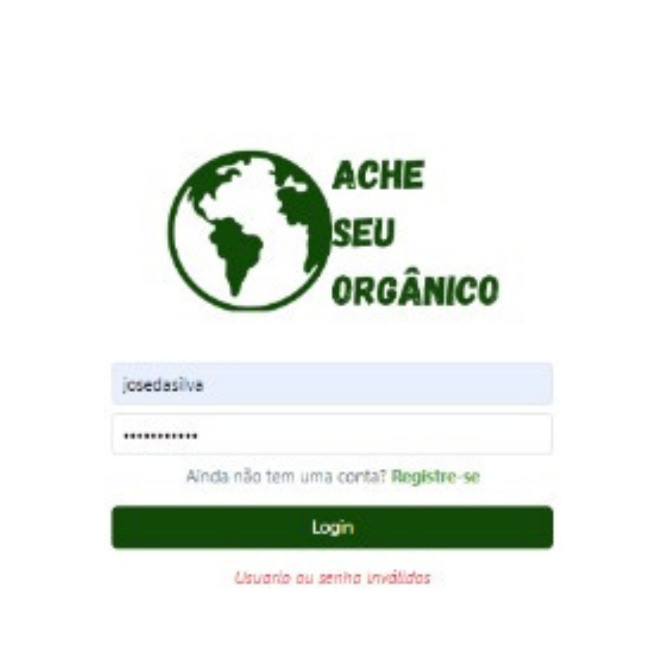 ACHE
SEU
ORGÂNICO
josedasilva
•••••••••••
Ainda não tem uma conta? Registre-se
Login
Usuario ou senha inválidos